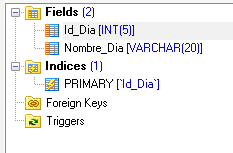 Fields (2)
Id_Dia [INT(5)]
Nombre_Dia [VARCHAR(20)]
Indices (1)
PRIMARY [`Id_Dia`]
Foreign Keys
Triggers